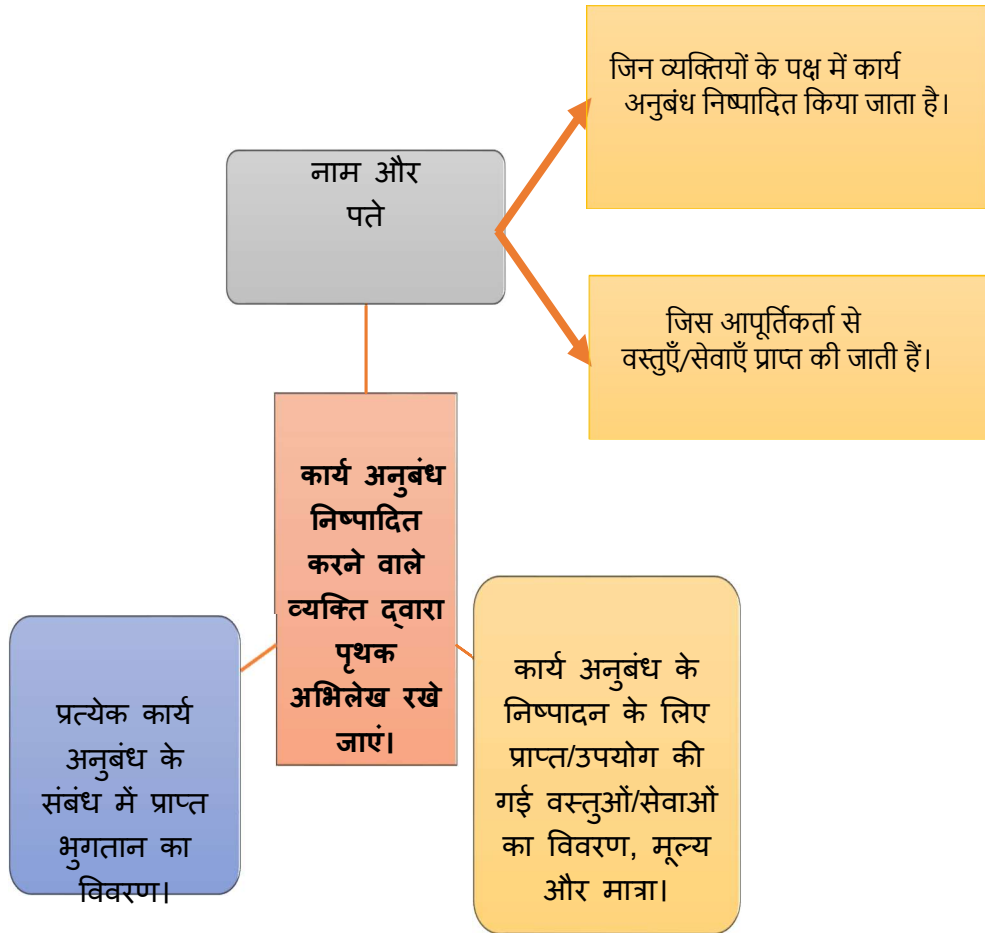 जिन व्यक्तियों के पक्ष में कार्य
अनुबंध निष्पादित किया जाता है।
नाम और
पते
जिस आपूर्तिकर्ता से
वस्तुएँ/सेवाएँ प्राप्त की जाती हैं।
कार्य अनुबंध
निष्पादित
करने वाले
व्यक्ति द्वारा
पृथक
अभिलेख रखे
जाएं।
प्रत्येक कार्य
अनुबंध के
संबंध में प्राप्त
भुगतान का
विवरण।
कार्य अनुबंध के
निष्पादन के लिए
प्राप्त/उपयोग की
गई वस्तुओं/सेवाओं
का विवरण, मूल्य
और मात्रा।